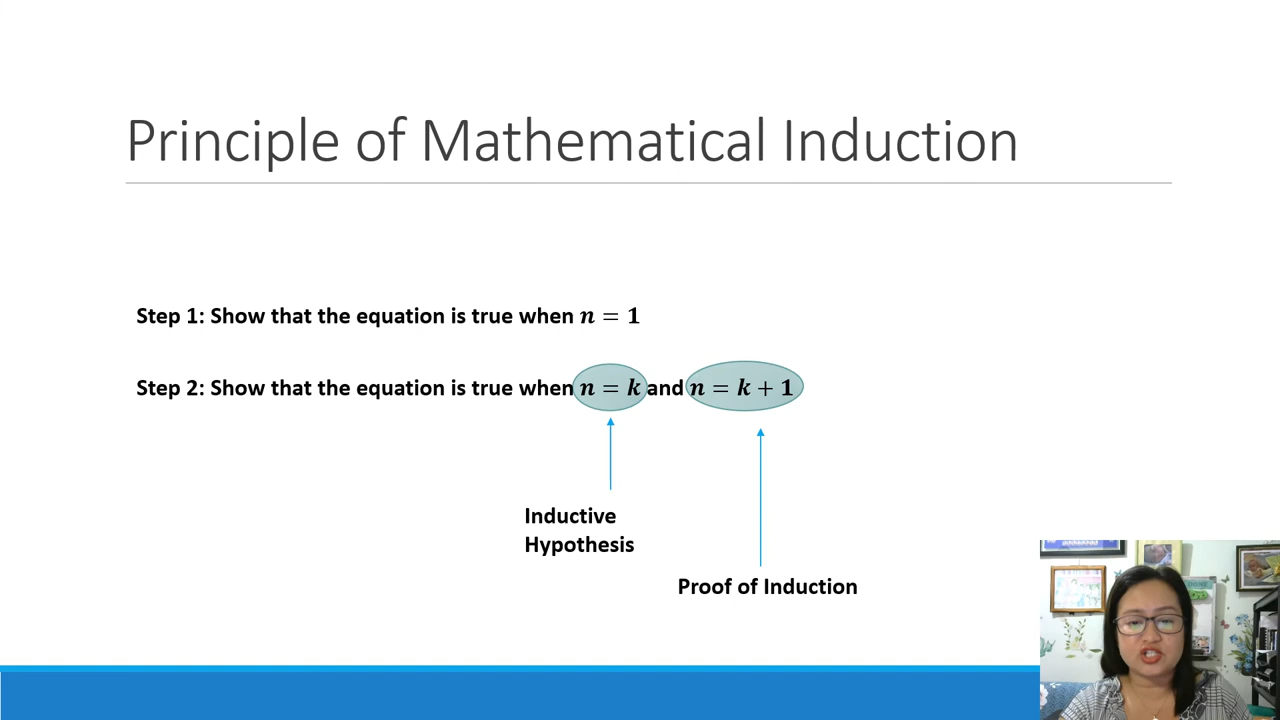 Principle of Mathematical Induction
Step 1: Show that the equation is true when n = 1
Step 2: Show that the equation is true when n = k and n = k + 1
Inductive
Hypothesis
Proof of Induction